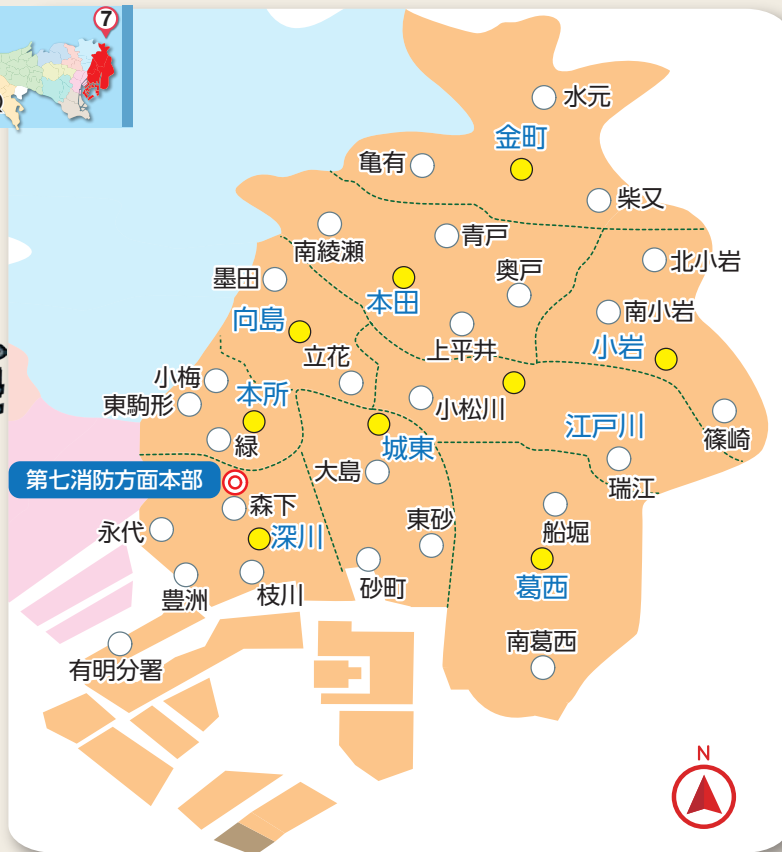 7
水元
金町
亀有
柴又
南綾瀬
青戸
北小岩
奥戸
墨田
本田
南小岩
向島
上平井
小岩
立花
小梅
東駒形
本所
小松川
江戸川
篠崎
緑
城東
第七消防方面本部
大島
瑞江
森下
東砂
永代
深川
船堀
豊洲
枝川
砂町
葛西
有明分署
南葛西
N